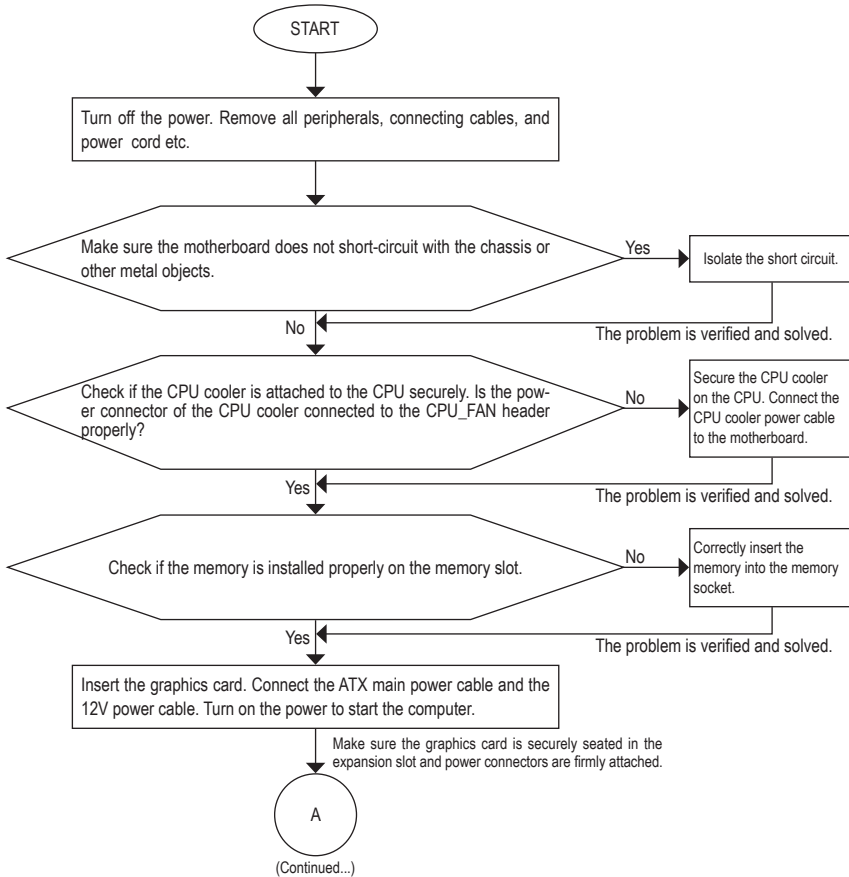 START
Turn off the power. Remove all peripherals, connecting cables, and
power cord etc.
Make sure the motherboard does not short-circuit with the chassis or
other metal objects.
Yes
Isolate the short circuit.
No
The problem is verified and solved.
Check if the CPU cooler is attached to the CPU securely. Is the pow-
er connector of the CPU cooler connected to the CPU_FAN header
properly?
No
Secure the CPU cooler
on the CPU. Connect the
CPU cooler power cable
to the motherboard.
Yes
The problem is verified and solved.
Check if the memory is installed properly on the memory slot.
No
Correctly insert the
memory into the memory
socket.
Yes
The problem is verified and solved.
Insert the graphics card. Connect the ATX main power cable and the
12V power cable. Turn on the power to start the computer.
Make sure the graphics card is securely seated in the
expansion slot and power connectors are firmly attached.
A
(Continued...)